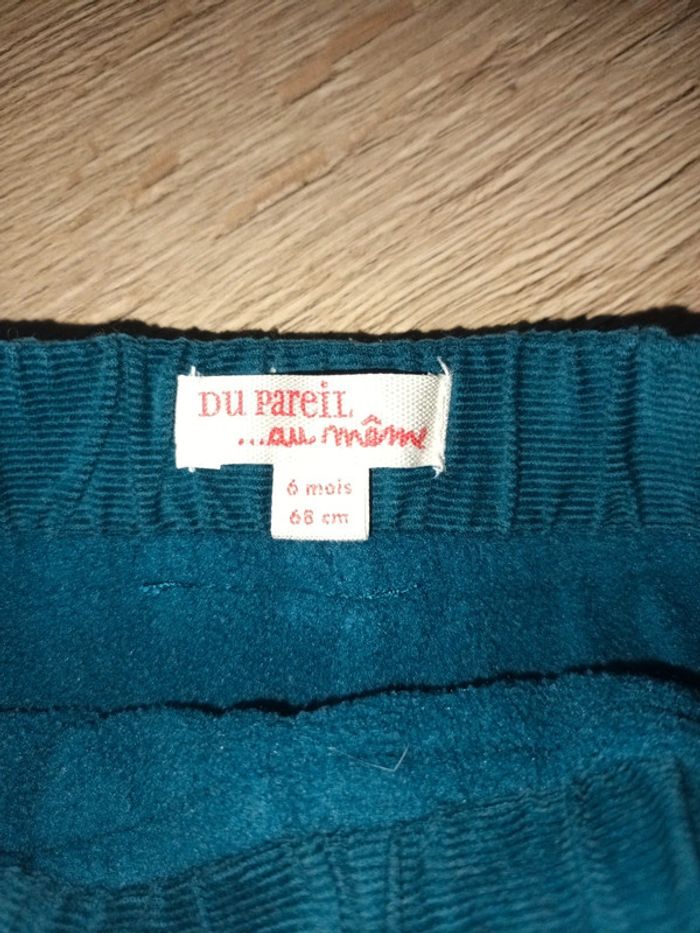 DU PAREIL
...au même
6 mois
68 cm